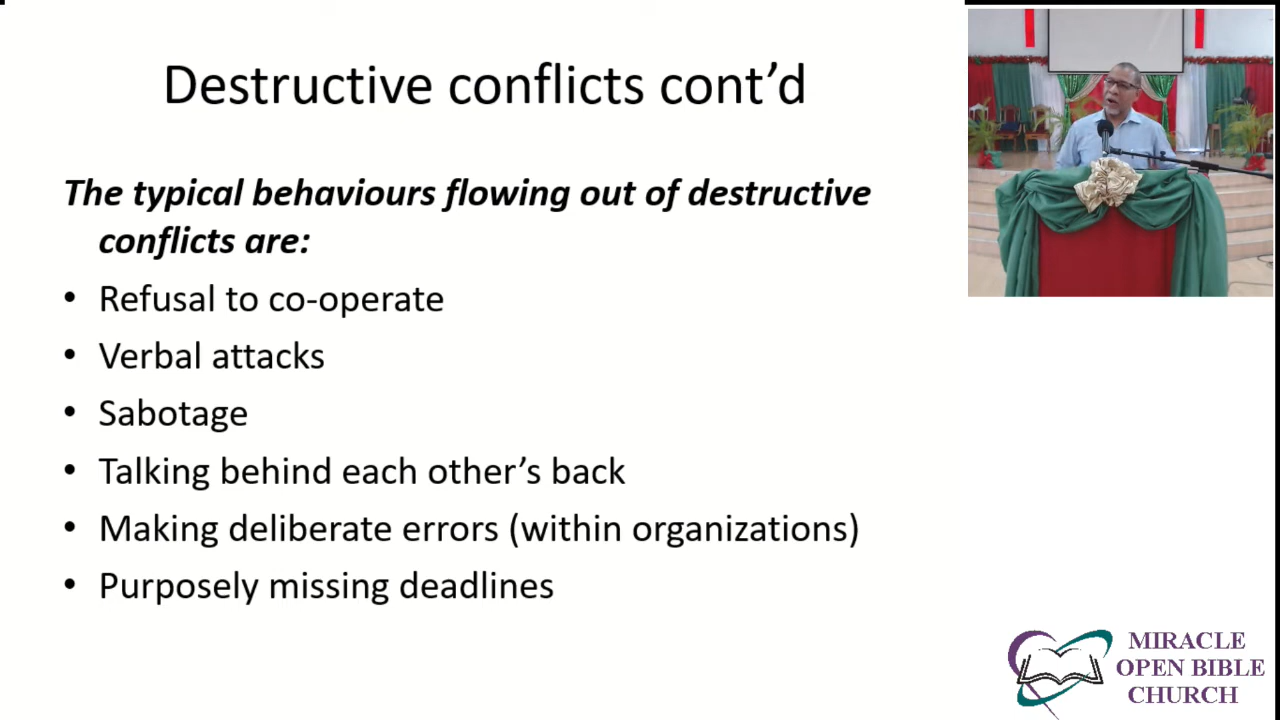 Destructive conflicts cont’d
The typical behaviours flowing out of destructive
conflicts are:
• Refusal to co-operate
• Verbal attacks
• Sabotage
• Talking behind each other’s back
• Making deliberate errors (within organizations)
• Purposely missing deadlines
MIRACLE
OPEN BIBLE
CHURCH